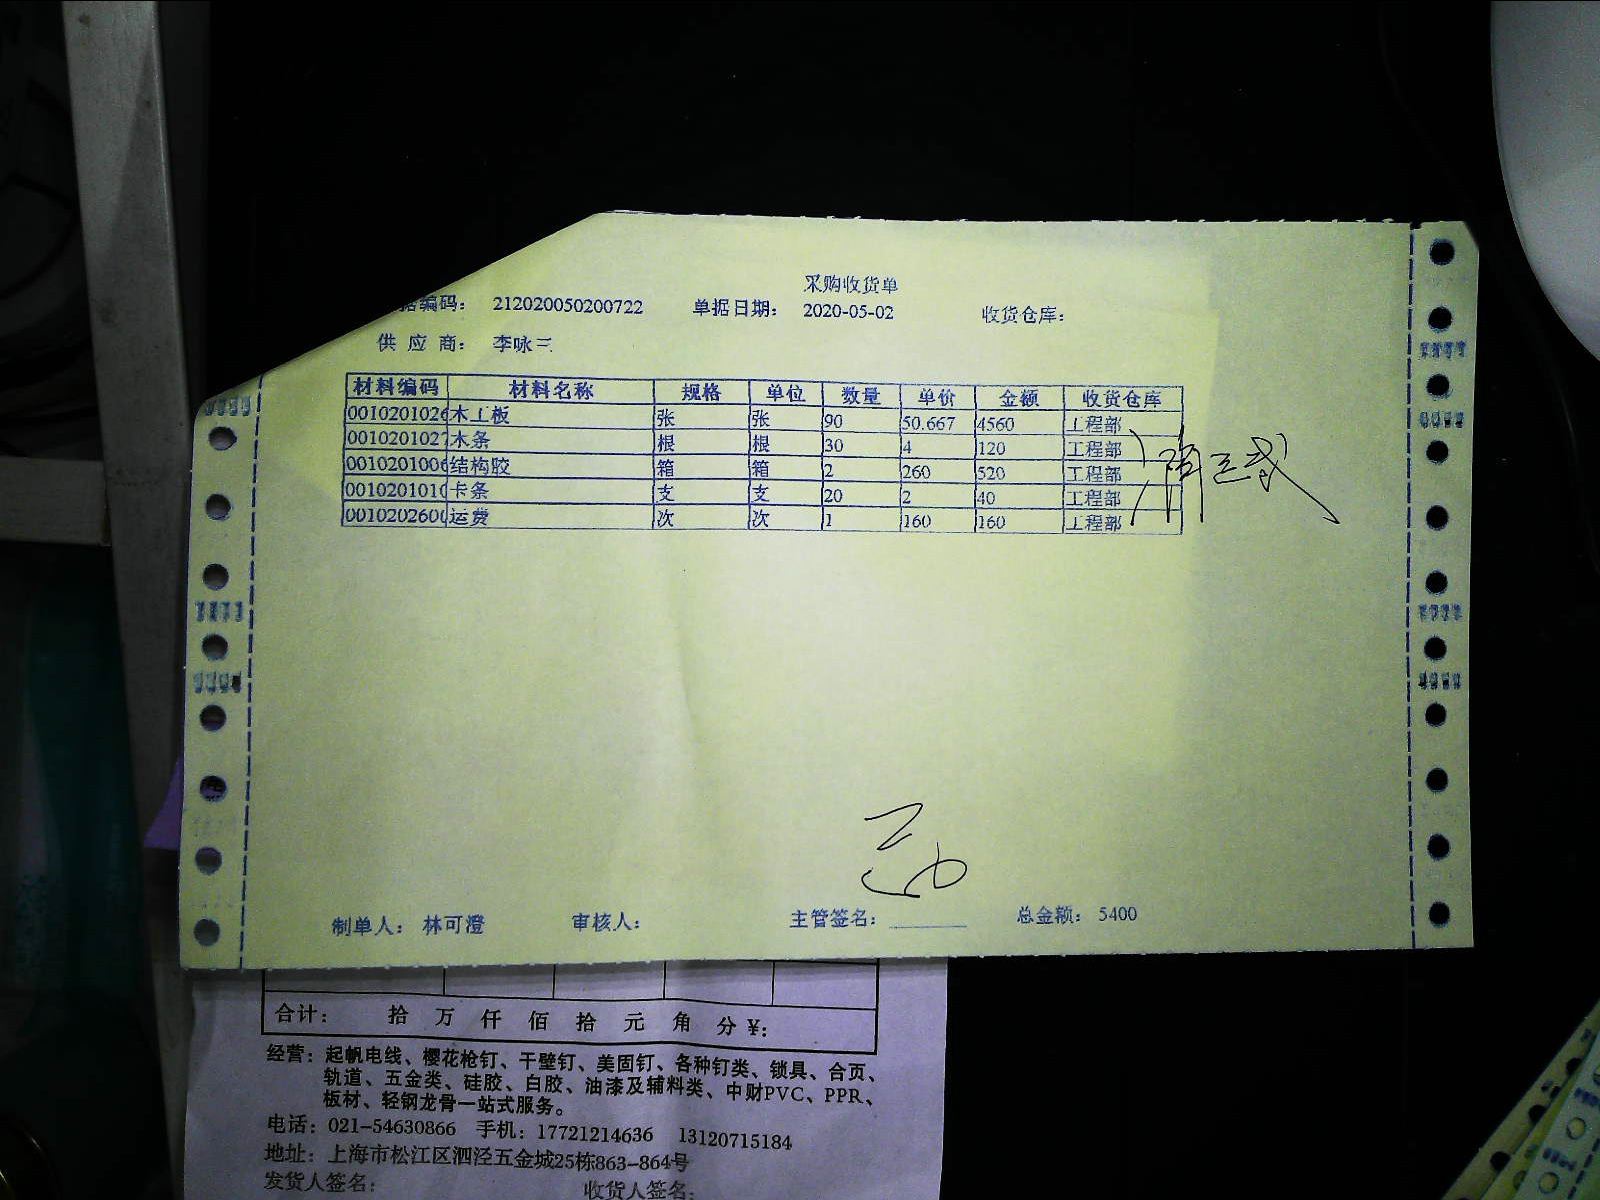 采购收货单
据编码： 212020050200722 单据日期： 2020-05-02 收货仓库：
供应商： 李咏三
材料编码 材料名称 规格 单位 数量 单价 金额 收货仓库
0010201026 木工板 张 张 90 50.667 4560 工程部
0010201027 木条 根 根 30 4 120 工程部
0010201006 结构胶 箱 箱 2 260 520 工程部
0010201010 卡条 支 支 20 2 40 工程部
0010202600 运费 次 次 1 160 160 工程部
制单人： 林可澄 审核人： 主管签名： 总金额： 5400
合计： 拾 万 仟 佰 拾 元 角 分 ¥：
经营：起帆电线、樱花枪钉、干壁钉、美固钉、各种钉类、锁具、合页、
轨道、五金类、硅胶、白胶、油漆及辅料类、中财PVC、PPR、
板材、轻钢龙骨一站式服务。
电话：021-54630866 手机：17721214636 13120715184
地址：上海市松江区泗泾五金城25栋863-864号
发货人签名： 收货人签名：